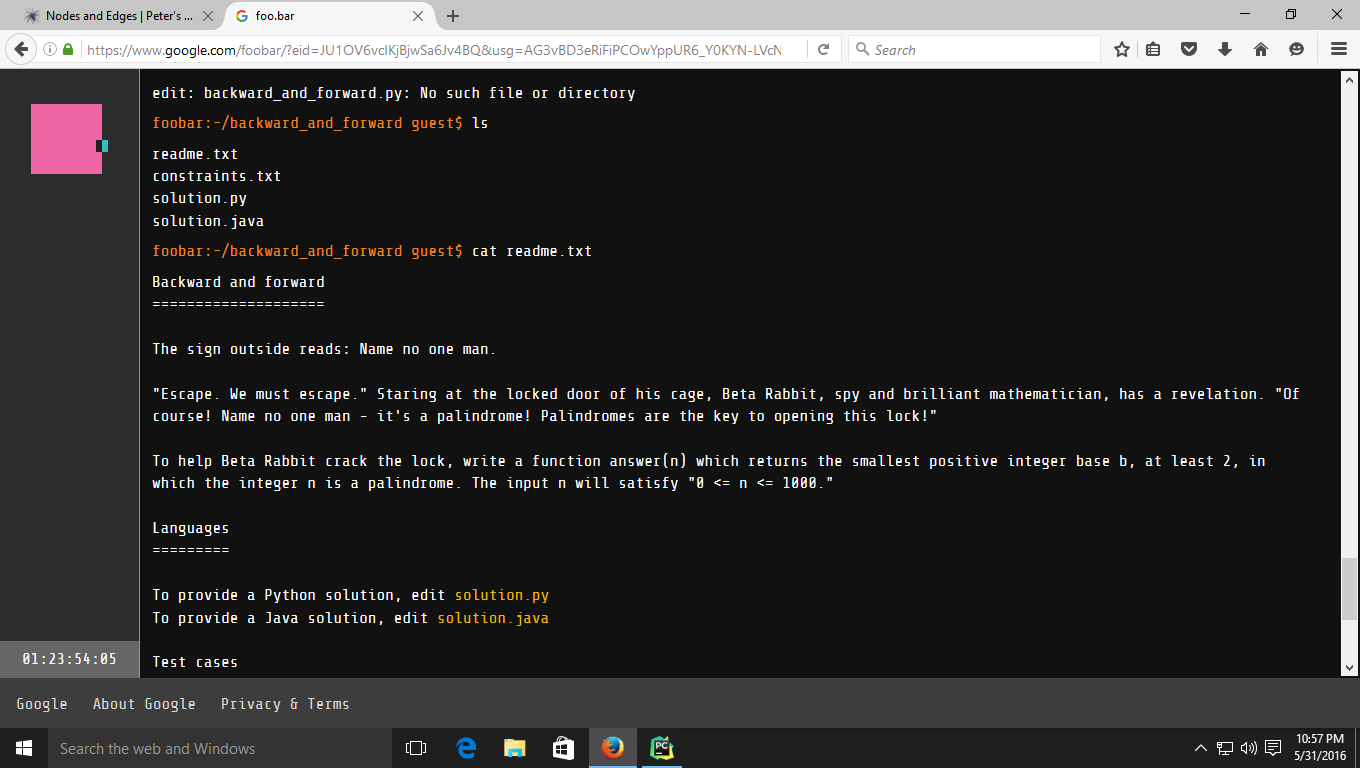 Nodes and Edges | Peter's ...
foo.bar
https://www.google.com/foobar/?eid=JU1OV6vcIKjBjwSa6Jv4BQ&usg=AG3vBD3eRiFiPCOwYppUR6_Y0KYN-LVcN
Search
edit: backward_and_forward.py: No such file or directory
foobar:~/backward_and_forward guest$ ls
readme.txt
constraints.txt
solution.py
solution.java
foobar:~/backward_and_forward guest$ cat readme.txt
Backward and forward
====================
The sign outside reads: Name no one man.
"Escape. We must escape." Staring at the locked door of his cage, Beta Rabbit, spy and brilliant mathematician, has a revelation. "Of
course! Name no one man - it's a palindrome! Palindromes are the key to opening this lock!"
To help Beta Rabbit crack the lock, write a function answer(n) which returns the smallest positive integer base b, at least 2, in
which the integer n is a palindrome. The input n will satisfy "0 <= n <= 1000."
Languages
=========
To provide a Python solution, edit solution.py
To provide a Java solution, edit solution.java
Test cases
01:23:54:05
Google About Google Privacy & Terms
Search the web and Windows
PC
10:57 PM
5/31/2016